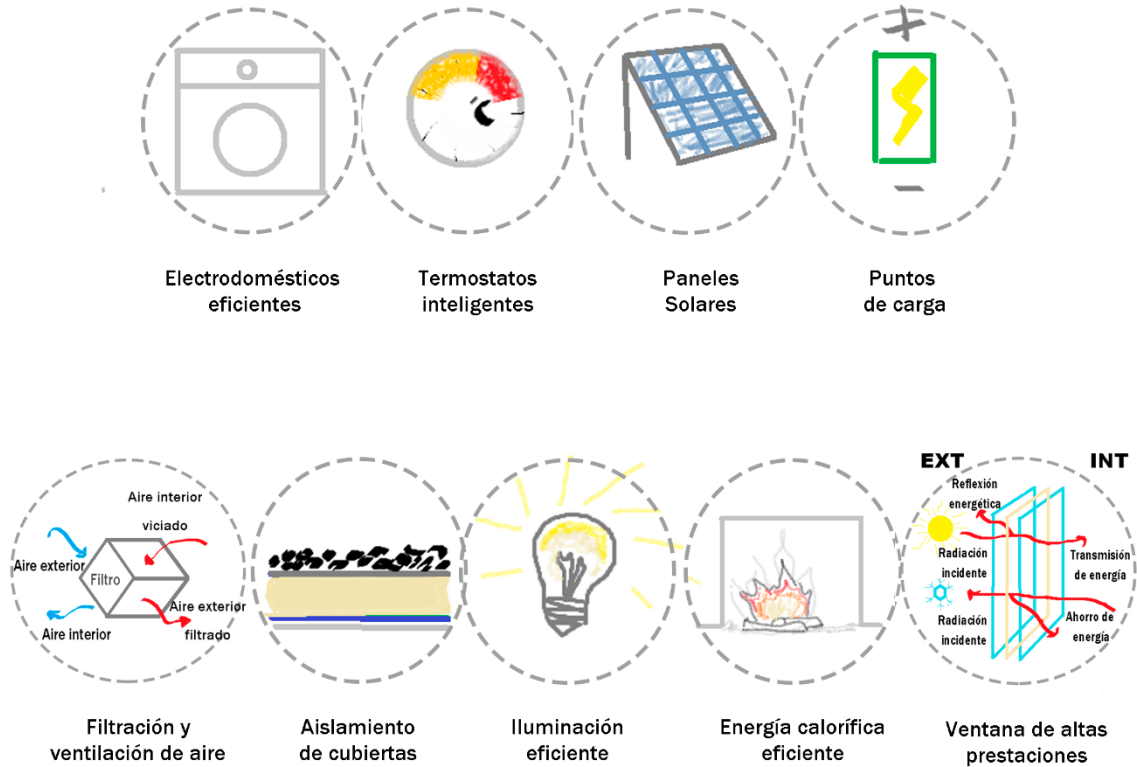 +
−
Electrodomésticos
eficientes
Termostatos
inteligentes
Paneles
Solares
Puntos
de carga
Aire interior
viciado
Aire exterior
Filtro
Aire exterior
filtrado
Aire interior
EXT
INT
Reflexión
energética
Radiación
incidente
Transmisión
de energía
Radiación
incidente
Ahorro de
energía
Filtración y
ventilación de aire
Aislamiento
de cubiertas
Iluminación
eficiente
Energía calorífica
eficiente
Ventana de altas
prestaciones